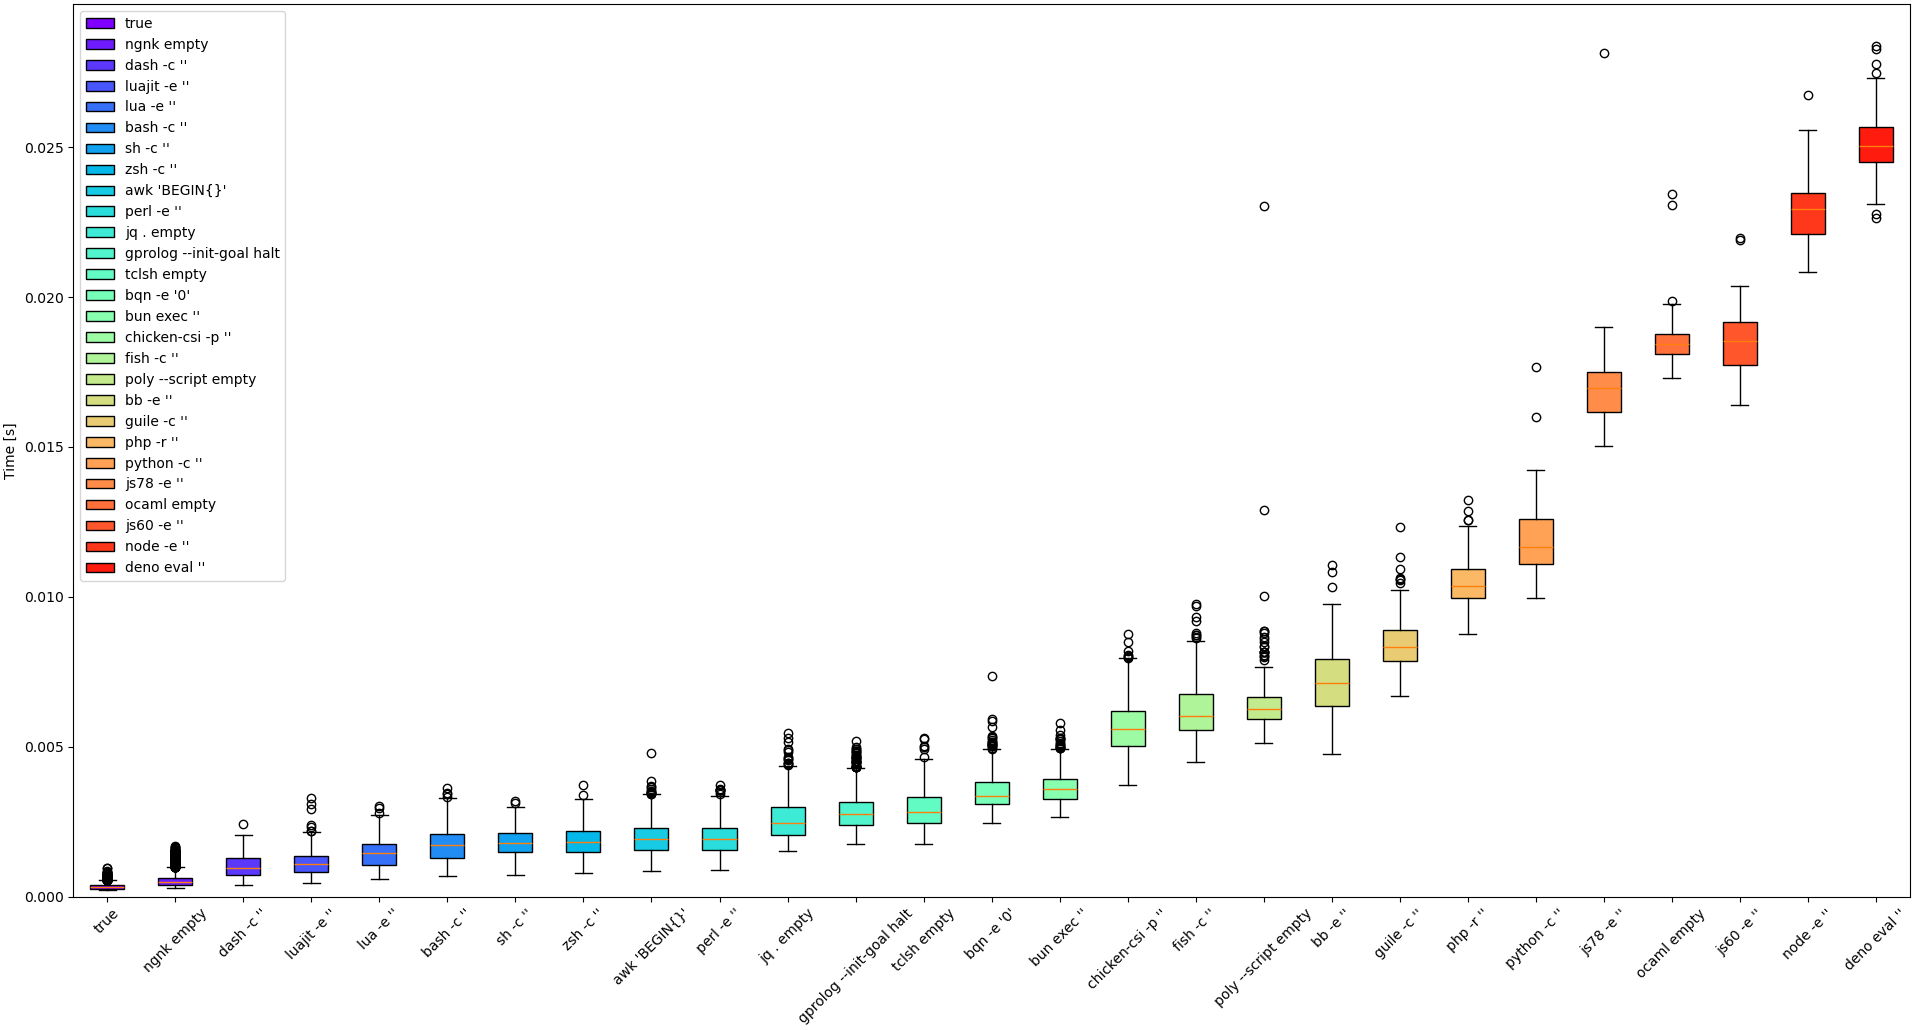 true
ngnk empty
dash -c ''
luajit -e ''
lua -e ''
bash -c ''
sh -c ''
zsh -c ''
awk 'BEGIN{}'
perl -e ''
jq . empty
gprolog --init-goal halt
tclsh empty
bqn -e '0'
bun exec ''
chicken-csi -p ''
fish -c ''
poly --script empty
bb -e ''
guile -c ''
php -r ''
python -c ''
js78 -e ''
ocaml empty
js60 -e ''
node -e ''
deno eval ''
Time [s]
0.025
0.020
0.015
0.010
0.005
0.000
true
ngnk empty
dash -c ''
luajit -e ''
lua -e ''
bash -c ''
sh -c ''
zsh -c ''
awk 'BEGIN{}'
perl -e ''
jq . empty
gprolog --init-goal halt
tclsh empty
bqn -e '0'
bun exec ''
chicken-csi -p ''
fish -c ''
poly --script empty
bb -e ''
guile -c ''
php -r ''
python -c ''
js78 -e ''
ocaml empty
js60 -e ''
node -e ''
deno eval ''